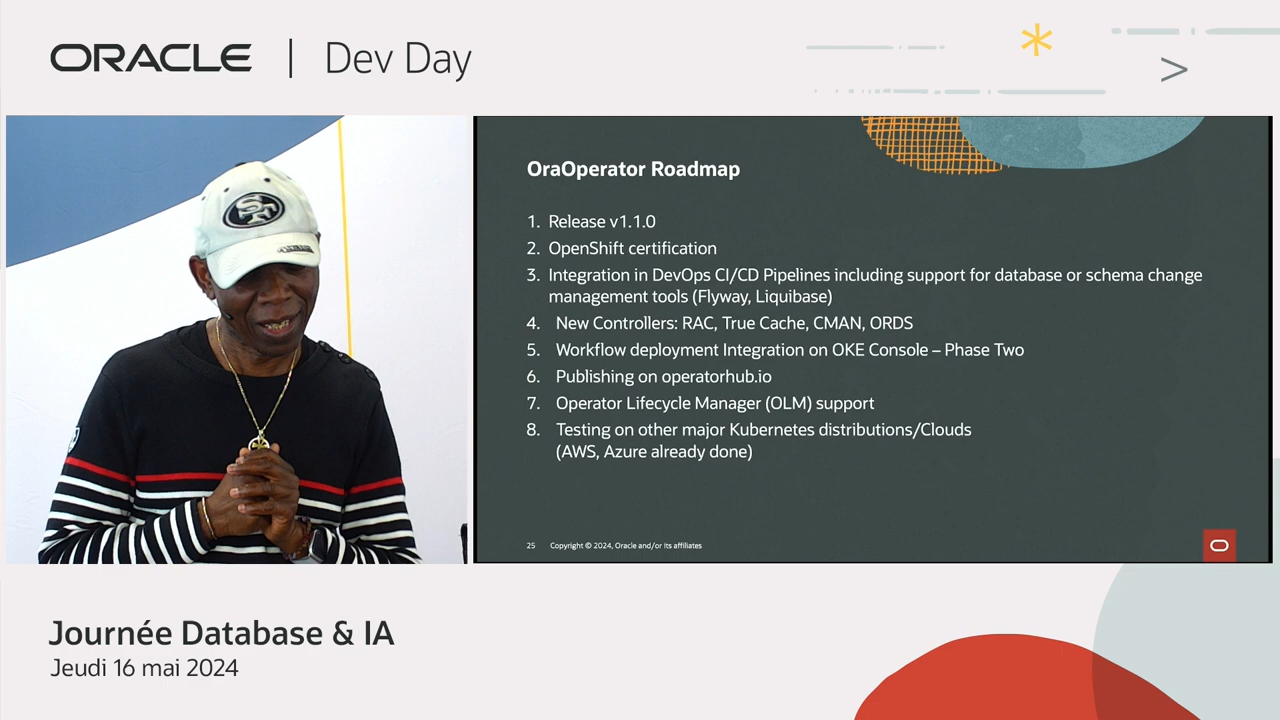 ORACLE | Dev Day
SF
OraOperator Roadmap
1. Release v1.1.0
2. OpenShift certification
3. Integration in DevOps CI/CD Pipelines including support for database or schema change
management tools (Flyway, Liquibase)
4. New Controllers: RAC, True Cache, CMAN, ORDS
5. Workflow deployment Integration on OKE Console – Phase Two
6. Publishing on operatorhub.io
7. Operator Lifecycle Manager (OLM) support
8. Testing on other major Kubernetes distributions/Clouds
(AWS, Azure already done)
25 Copyright © 2024, Oracle and/or its affiliates
Journée Database & IA
Jeudi 16 mai 2024